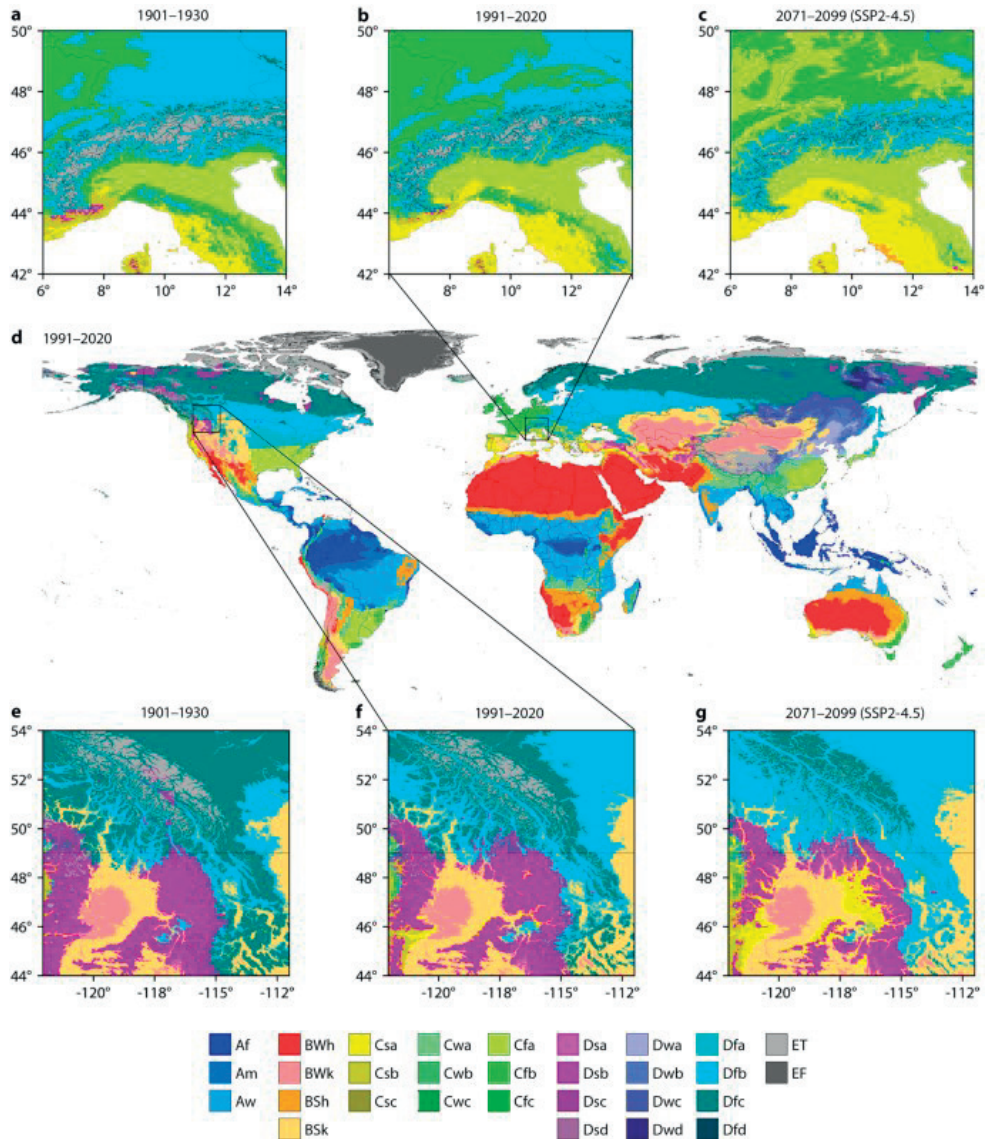 a 1901–1930
b 1991–2020
c 2071–2099 (SSP2-4.5)
50° 50° 50°
48° 48° 48°
46° 46° 46°
44° 44° 44°
42° 42° 42°
6° 8° 10° 12° 14° 6° 8° 10° 12° 14° 6° 8° 10° 12° 14°
d 1991–2020
e 1901–1930
f 1991–2020
g 2071–2099 (SSP2-4.5)
54° 54° 54°
52° 52° 52°
50° 50° 50°
48° 48° 48°
46° 46° 46°
44° 44° 44°
-120° -118° -115° -112° -120° -118° -115° -112° -120° -118° -115° -112°
Af BWh Csa Cwa Cfa Dsa Dwa Dfa ET
Am BWk Csb Cwb Cfb Dsb Dwb Dfb EF
Aw BSh Csc Cwc Cfc Dsc Dwc Dfc
BSk Dsd Dwd Dfd